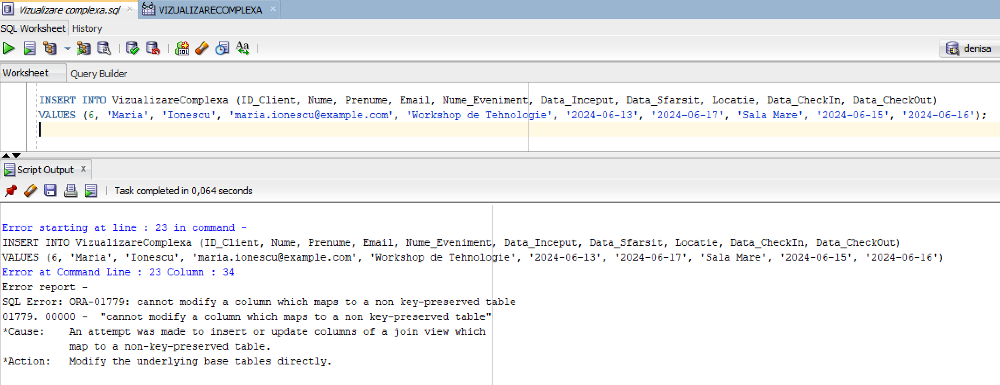 Vizualizare complexa.sql × VIZUALIZARECOMPLEXA ×
SQL Worksheet History
SQL Aa
denisa
Worksheet Query Builder
INSERT INTO VizualizareComplexa (ID_Client, Nume, Prenume, Email, Nume_Eveniment, Data_Inceput, Data_Sfarsit, Locatie, Data_CheckIn, Data_CheckOut)
VALUES (6, 'Maria', 'Ionescu', 'maria.ionescu@example.com', 'Workshop de Tehnologie', '2024-06-13', '2024-06-17', 'Sala Mare', '2024-06-15', '2024-06-16');
Script Output x
Task completed in 0,064 seconds
Error starting at line : 23 in command -
INSERT INTO VizualizareComplexa (ID_Client, Nume, Prenume, Email, Nume_Eveniment, Data_Inceput, Data_Sfarsit, Locatie, Data_CheckIn, Data_CheckOut)
VALUES (6, 'Maria', 'Ionescu', 'maria.ionescu@example.com', 'Workshop de Tehnologie', '2024-06-13', '2024-06-17', 'Sala Mare', '2024-06-15', '2024-06-16')
Error at Command Line : 23 Column : 34
Error report -
SQL Error: ORA-01779: cannot modify a column which maps to a non key-preserved table
01779. 00000 -  "cannot modify a column which maps to a non key-preserved table"
*Cause:    An attempt was made to insert or update columns of a join view which
map to a non-key-preserved table.
*Action:   Modify the underlying base tables directly.